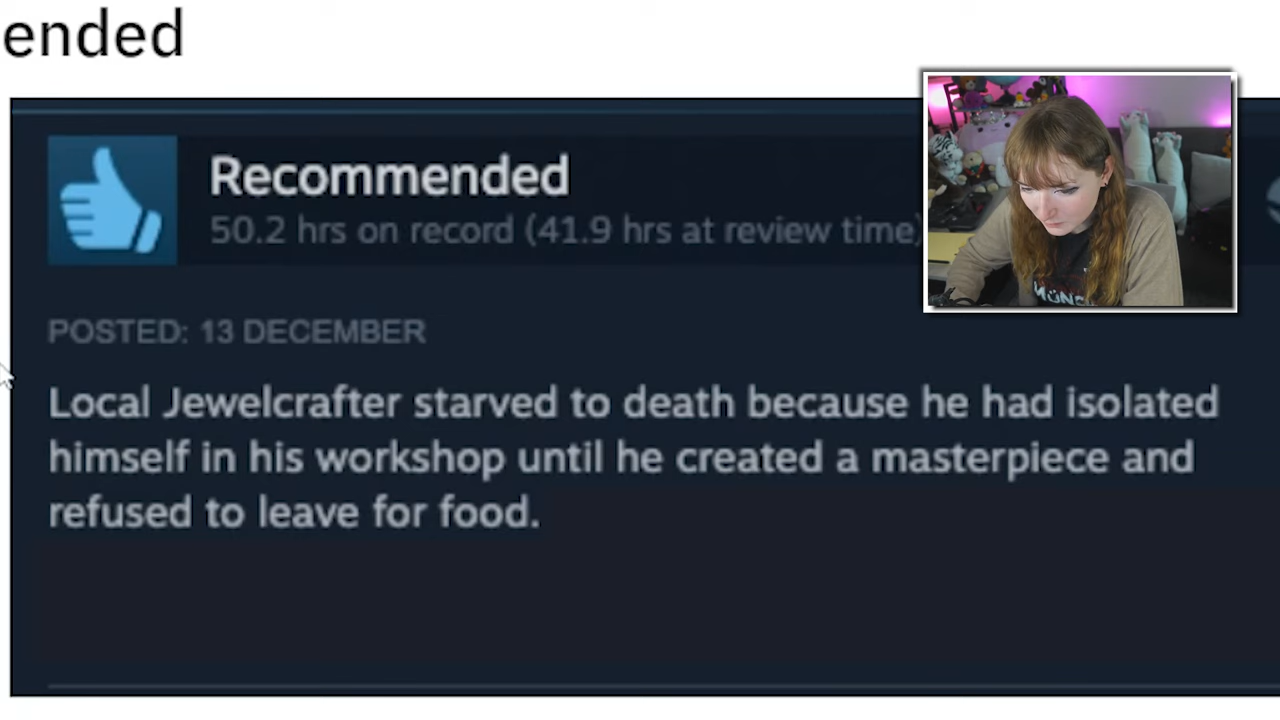 ended
Recommended
50.2 hrs on record (41.9 hrs at review time)
POSTED: 13 DECEMBER
Local Jewelcrafter starved to death because he had isolated
himself in his workshop until he created a masterpiece and
refused to leave for food.